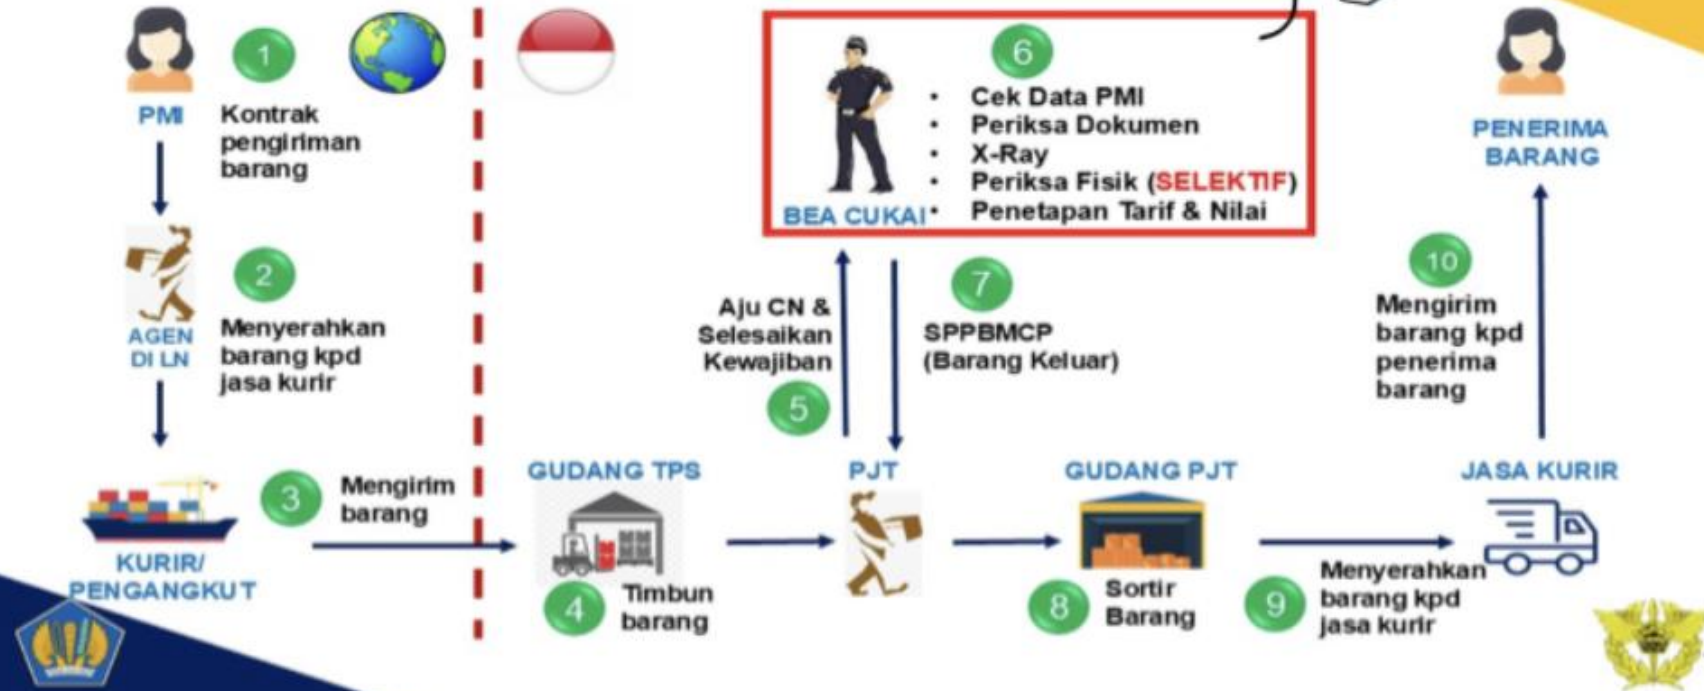 1
PMI
Kontrak
pengiriman
barang
2
AGEN
DI LN
Menyerahkan
barang kpd
jasa kurir
3
Mengirim
barang
KURIR/
PENGANGKUT
GUDANG TPS
4
Timbun
barang
Aju CN &
Selesaikan
Kewajiban
5
6
• Cek Data PMI
• Periksa Dokumen
• X-Ray
• Periksa Fisik (SELEKTIF)
• Penetapan Tarif & Nilai
BEA CUKAI
7
SPPBMCP
(Barang Keluar)
PJT
GUDANG PJT
8
Sortir
Barang
9
Menyerahkan
barang kpd
jasa kurir
JASA KURIR
10
Mengirim
barang kpd
penerima
barang
PENERIMA
BARANG